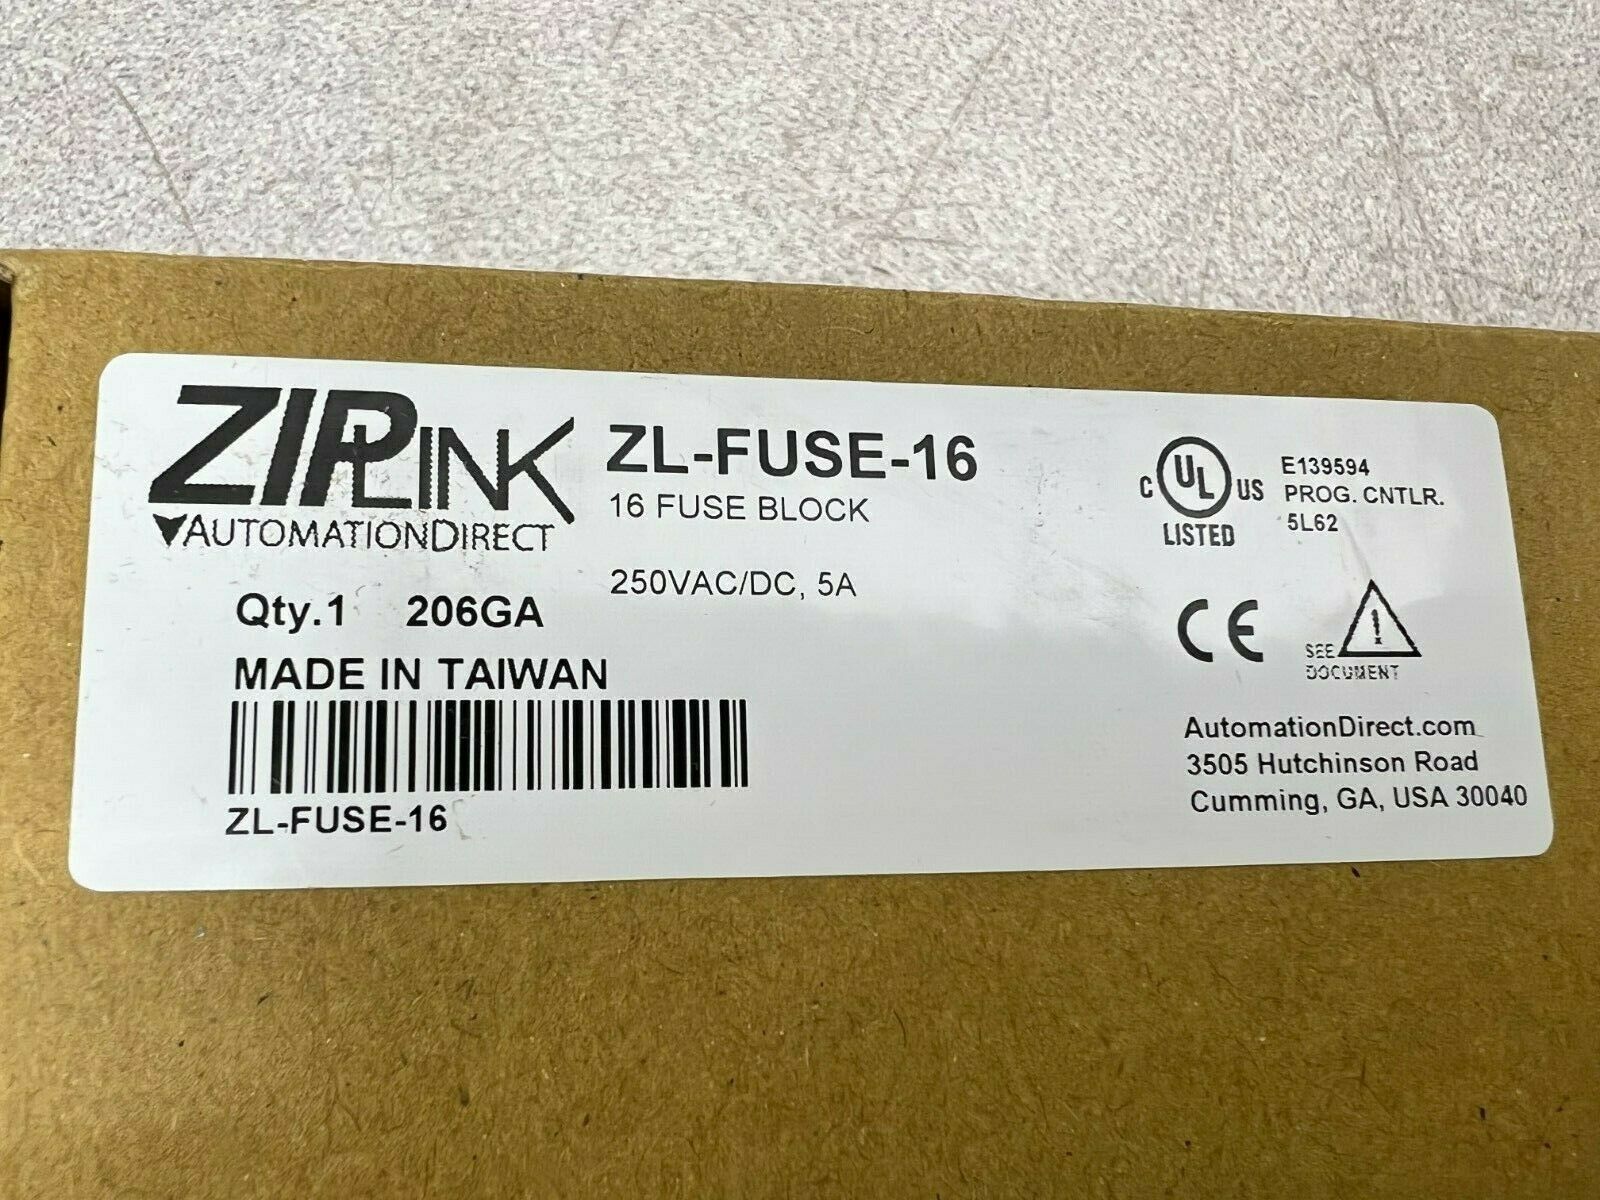 ZIPLINK
AUTOMATIONDIRECT
ZL-FUSE-16
16 FUSE BLOCK
250VAC/DC, 5A
Qty.1 206GA
MADE IN TAIWAN
ZL-FUSE-16
C UL US
LISTED
E139594
PROG. CNTLR.
5L62
CE
!
SEE
DOCUMENT
AutomationDirect.com
3505 Hutchinson Road
Cumming, GA, USA 30040